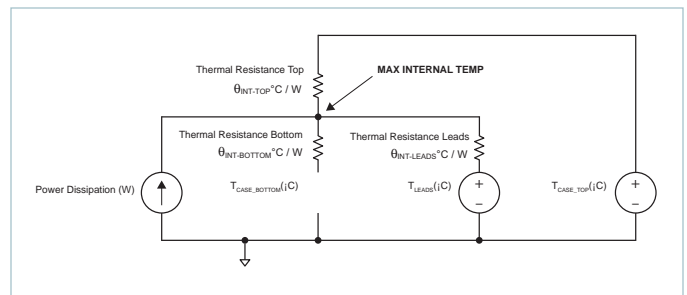 Thermal Resistance Top
θINT-TOP°C / W
MAX INTERNAL TEMP
Thermal Resistance Bottom
θINT-BOTTOM°C / W
Thermal Resistance Leads
θINT-LEADS°C / W
Power Dissipation (W)
TCASE_BOTTOM(¡C)
TLEADS(¡C)
TCASE_TOP(¡C)
+
–
+
–